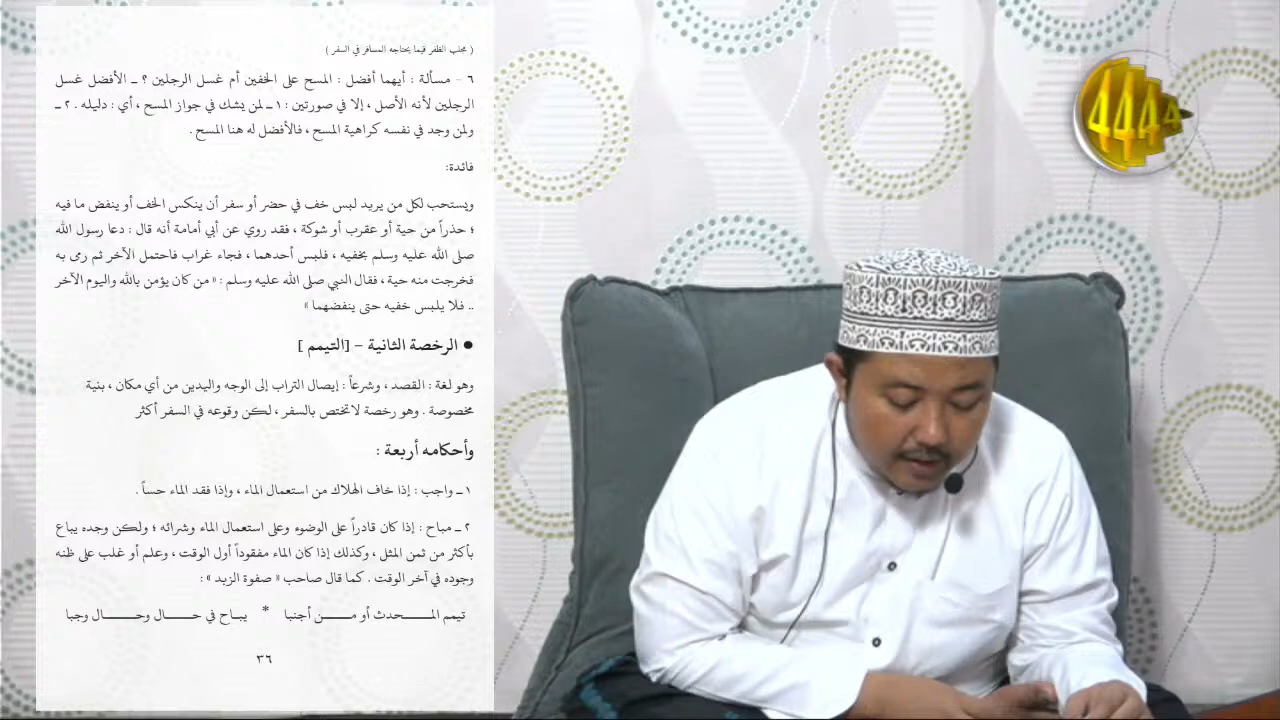 ( مجلب الظفر فيما يحتاجه المسافر في السفر )
٦ - مسألة : أيهما أفضل : المسح على الخفين أم غسل الرجلين ؟ ـ الأفضل غسل
الرجلين لأنه الأصل ، إلا في صورتين : ١ ـ لمن يشك في جواز المسح ، أي : دليله . ٢ ـ
ولمن وجد في نفسه كراهية المسح ، فالأفضل له هنا المسح .
فائدة:
ويستحب لكل من يريد لبس خف في حضر أو سفر أن ينكس الخف أو ينفض ما فيه
؛ حذراً من حية أو عقرب أو شوكة ، فقد روي عن أبي أمامة أنه قال : دعا رسول الله
صلى الله عليه وسلم بخفيه ، فلبس أحدهما ، فجاء غراب فاحتمل الآخر ثم رمى به
فخرجت منه حية ، فقال النبي صلى الله عليه وسلم : « من كان يؤمن بالله واليوم الآخر
.. فلا يلبس خفيه حتى ينفضهما »
● الرخصة الثانية – [التيمم ]
وهو لغة : القصد ، وشرعاً : إيصال التراب إلى الوجه واليدين من أي مكان ، بنية
مخصوصة . وهو رخصة لاتختص بالسفر ، لكن وقوعه في السفر أكثر
وأحكامه أربعة :
١ ـ واجب : إذا خاف الهلاك من استعمال الماء ، وإذا فقد الماء حساً .
٢ ـ مباح : إذا كان قادراً على الوضوء وعلى استعمال الماء وشرائه ؛ ولكن وجده يباع
بأكثر من ثمن المثل ، وكذلك إذا كان الماء مفقوداً أول الوقت ، وعلم أو غلب على ظنه
وجوده في آخر الوقت . كما قال صاحب « صفوة الزبد » :
تيمم المـــحدث أو مـــن أجنبا * يبـاح في حـــال وحـــال وجبا
٣٦
4444